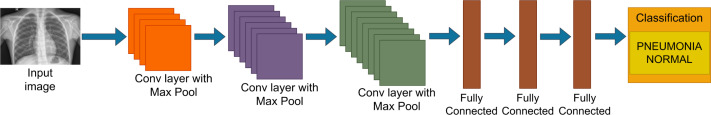 Input
image
Conv layer with
Max Pool
Conv layer with
Max Pool
Conv layer with
Max Pool
Fully
Connected
Fully
Connected
Fully
Connected
Classification
PNEUMONIA
NORMAL